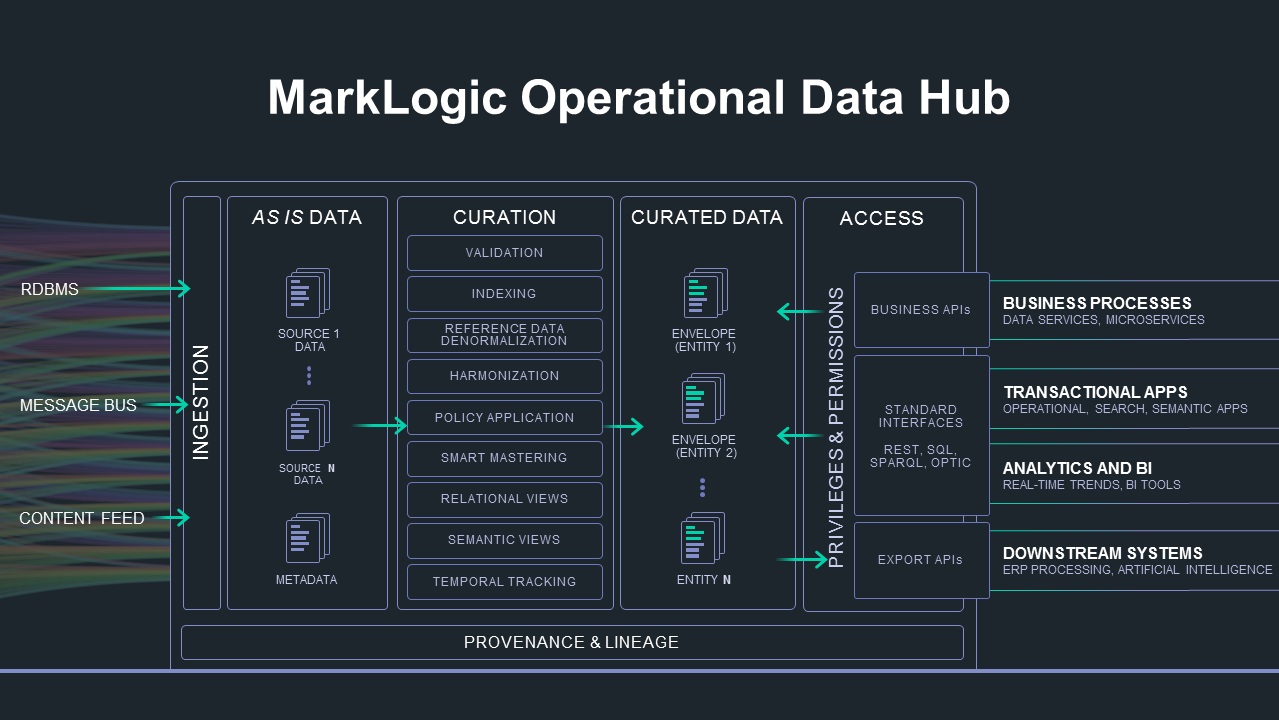 MarkLogic Operational Data Hub
RDBMS
MESSAGE BUS
CONTENT FEED
INGESTION
AS IS DATA
SOURCE 1
DATA
SOURCE N
DATA
METADATA
CURATION
VALIDATION
INDEXING
REFERENCE DATA
DENORMALIZATION
HARMONIZATION
POLICY APPLICATION
SMART MASTERING
RELATIONAL VIEWS
SEMANTIC VIEWS
TEMPORAL TRACKING
CURATED DATA
ENVELOPE
(ENTITY 1)
ENVELOPE
(ENTITY 2)
ENTITY N
ACCESS
PRIVILEGES & PERMISSIONS
BUSINESS APIs
STANDARD
INTERFACES
REST, SQL,
SPARQL, OPTIC
EXPORT APIs
BUSINESS PROCESSES
DATA SERVICES, MICROSERVICES
TRANSACTIONAL APPS
OPERATIONAL, SEARCH, SEMANTIC APPS
ANALYTICS AND BI
REAL-TIME TRENDS, BI TOOLS
DOWNSTREAM SYSTEMS
ERP PROCESSING, ARTIFICIAL INTELLIGENCE
PROVENANCE & LINEAGE